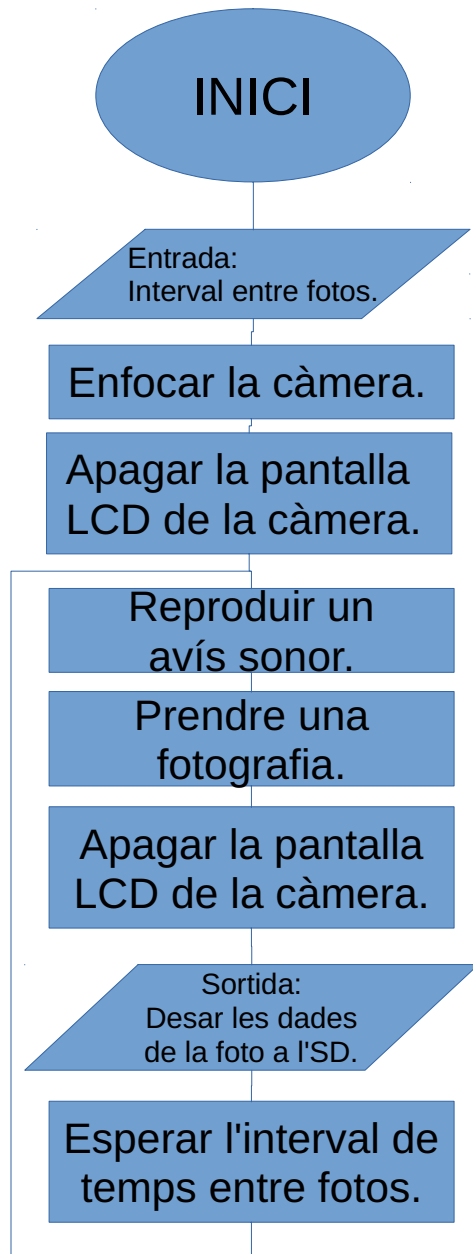 INICI
Entrada:
Interval entre fotos.
Enfocar la càmera.
Apagar la pantalla
LCD de la càmera.
Reproduir un
avís sonor.
Prendre una
fotografia.
Apagar la pantalla
LCD de la càmera.
Sortida:
Desar les dades
de la foto a l'SD.
Esperar l'interval de
temps entre fotos.